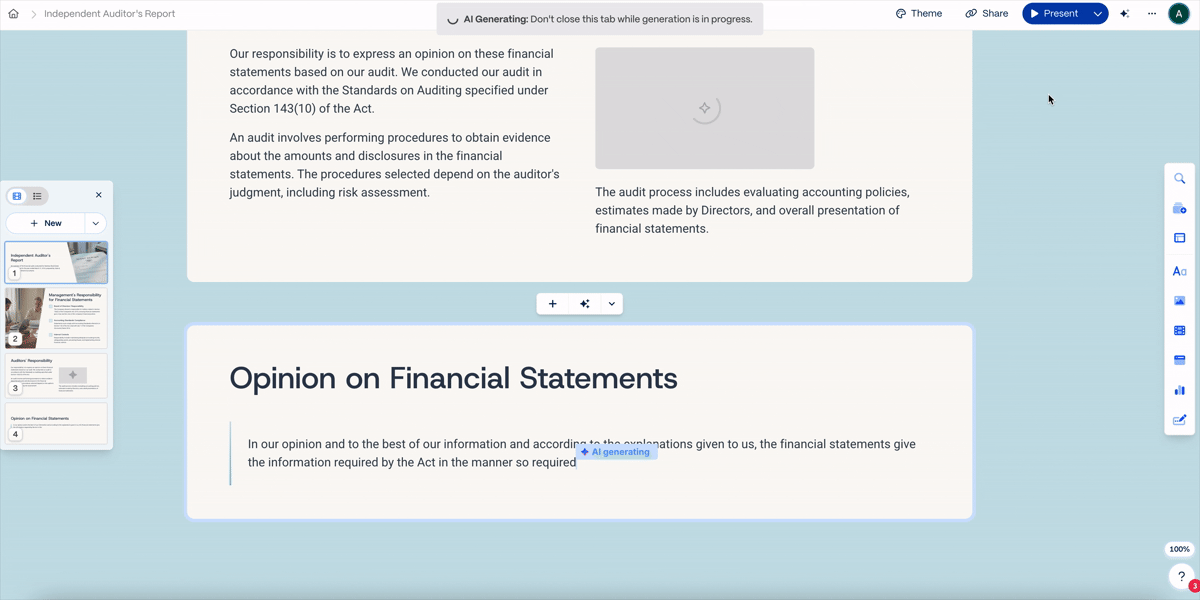 Independent Auditor's Report
AI Generating: Don't close this tab while generation is in progress.
Theme
Share
Present
A
Our responsibility is to express an opinion on these financial
statements based on our audit. We conducted our audit in
accordance with the Standards on Auditing specified under
Section 143(10) of the Act.
An audit involves performing procedures to obtain evidence
about the amounts and disclosures in the financial
statements. The procedures selected depend on the auditor's
judgment, including risk assessment.
The audit process includes evaluating accounting policies,
estimates made by Directors, and overall presentation of
financial statements.
New
Independent Auditor's
Report
1
Management's Responsibility
for Financial Statements
2
Auditors' Responsibility
3
Opinion on Financial Statements
4
Opinion on Financial Statements
In our opinion and to the best of our information and according to the explanations given to us, the financial statements give
the information required by the Act in the manner so required
AI generating
Aa
100%
?
3